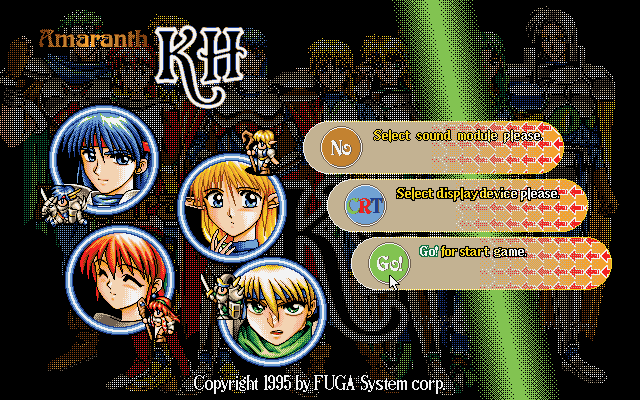 Amaranth
KH
No
Select sound module please.
CRT
Select display device please.
Go!
Go! for start game.
Copyright 1995 by FUGA System corp.